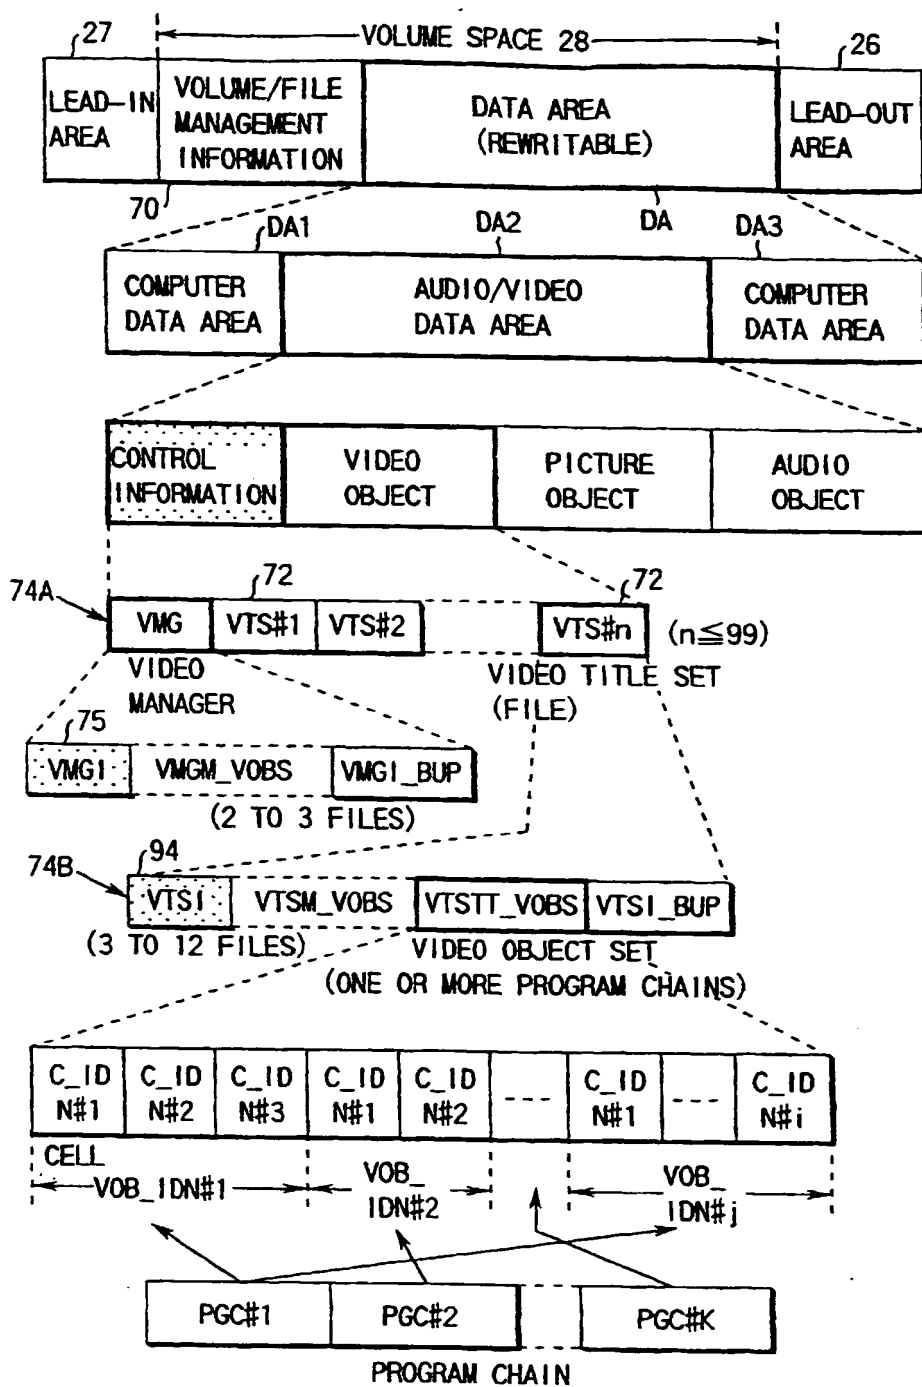 27
VOLUME SPACE 28
26
LEAD-IN AREA
VOLUME/FILE MANAGEMENT INFORMATION
DATA AREA (REWRITABLE)
LEAD-OUT AREA
70
DA1
DA2
DA
DA3
COMPUTER DATA AREA
AUDIO/VIDEO DATA AREA
COMPUTER DATA AREA
CONTROL INFORMATION
VIDEO OBJECT
PICTURE OBJECT
AUDIO OBJECT
74A
72
72
VMG
VTS#1
VTS#2
VTS#n
(n≦99)
VIDEO MANAGER
VIDEO TITLE SET (FILE)
75
VMGI
VMGM_VOBS
VMGI_BUP
(2 TO 3 FILES)
74B
94
VTSI
VTSM_VOBS
VTSTT_VOBS
VTSI_BUP
(3 TO 12 FILES)
VIDEO OBJECT SET
(ONE OR MORE PROGRAM CHAINS)
C_ID N#1
C_ID N#2
C_ID N#3
C_ID N#1
C_ID N#2
----
C_ID N#1
----
C_ID N#i
CELL
VOB_IDN#1
VOB_ IDN#2
VOB_ IDN#j
PGC#1
PGC#2
PGC#K
PROGRAM CHAIN